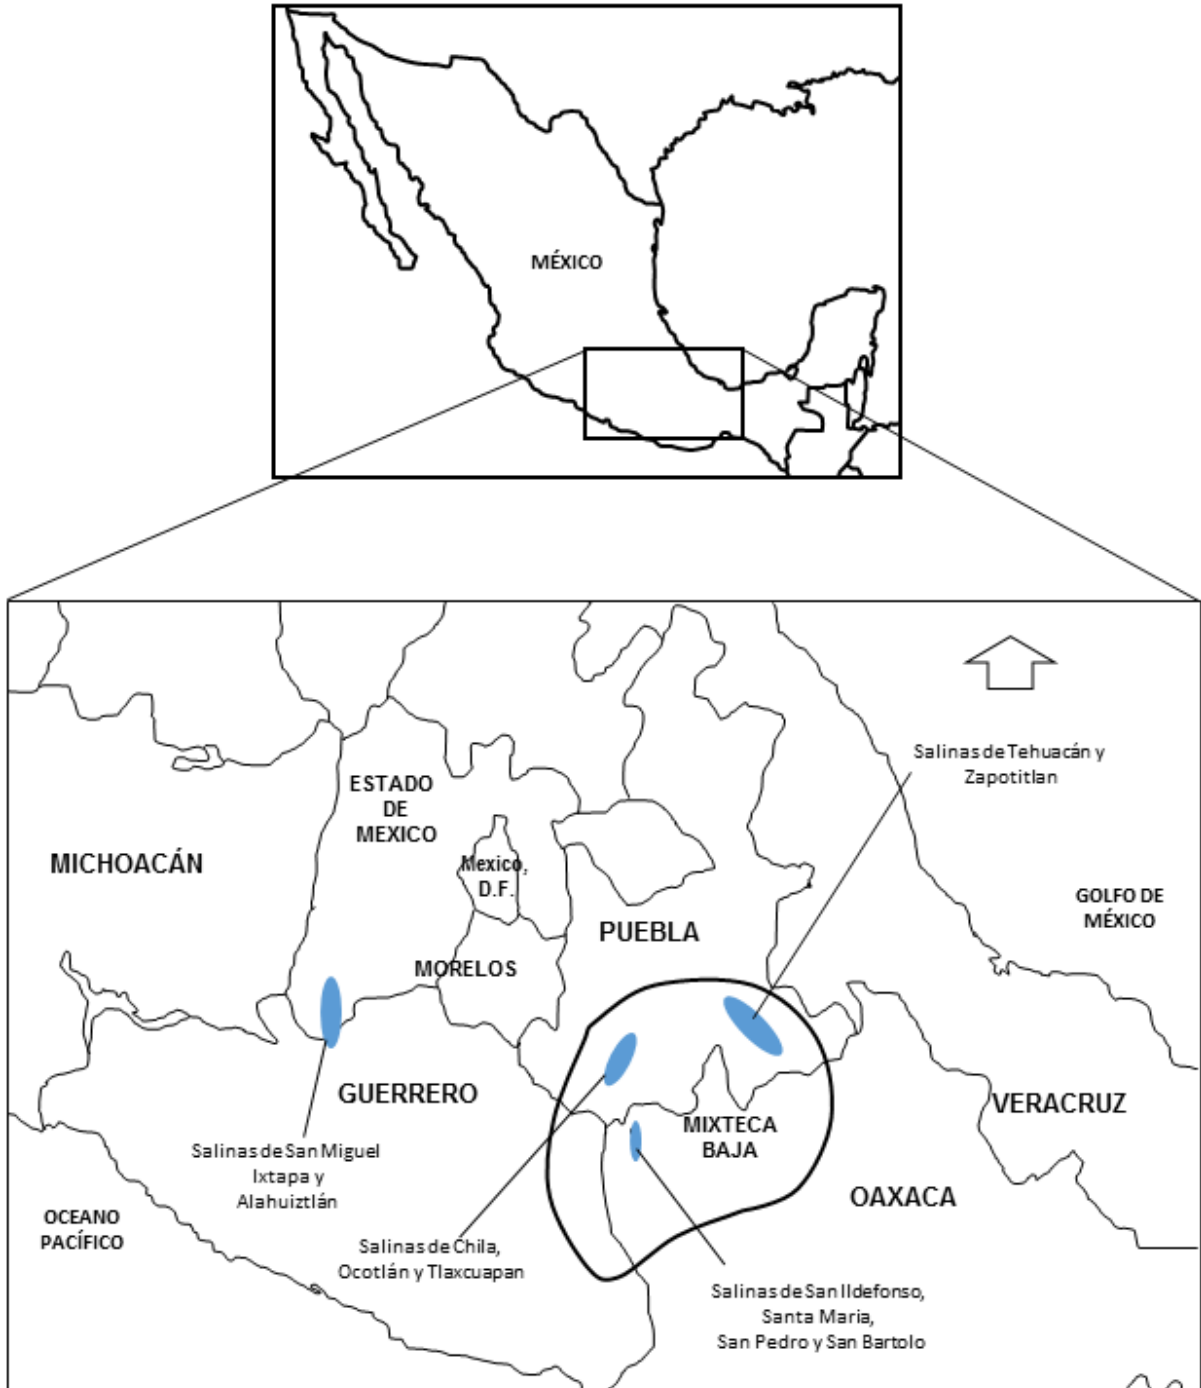 MÉXICO
Salinas de Tehuacán y
Zapotitlan
ESTADO
DE
MEXICO
MICHOACÁN
Mexico,
D.F.
GOLFO DE
MÉXICO
PUEBLA
MORELOS
GUERRERO
VERACRUZ
MIXTECA
BAJA
Salinas de San Miguel
Ixtapa y
Alahuiztlán
OAXACA
OCEANO
PACÍFICO
Salinas de Chila,
Ocotlán y Tlaxcuapan
Salinas de San Ildefonso,
Santa Maria,
San Pedro y San Bartolo